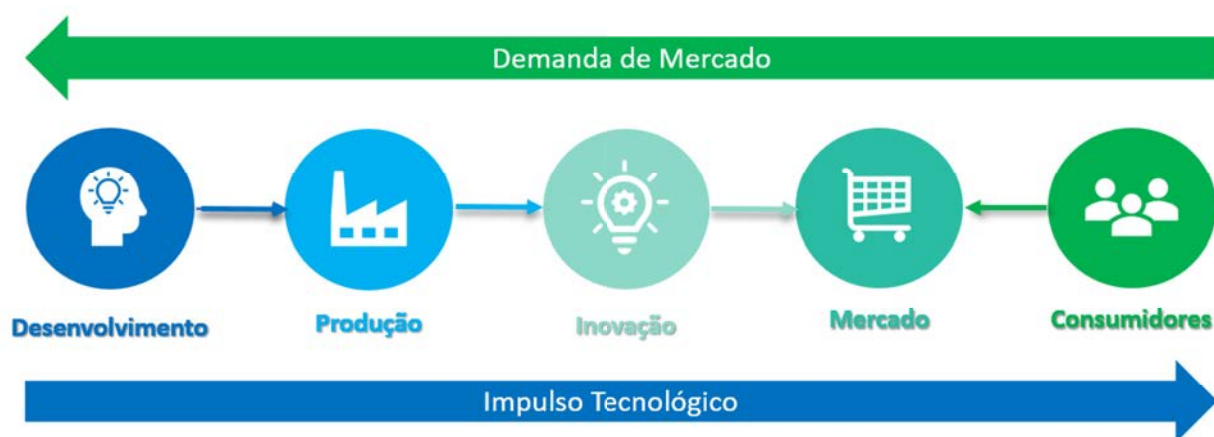 Demanda de Mercado
Desenvolvimento
Produção
Inovação
Mercado
Consumidores
Impulso Tecnológico